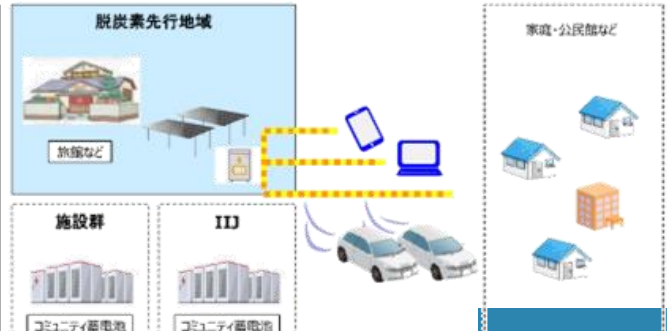 脱炭素先行地域
家庭・公民館など
旅館など
施設群
IIJ
コミュニティ蓄電池
コミュニティ蓄電池